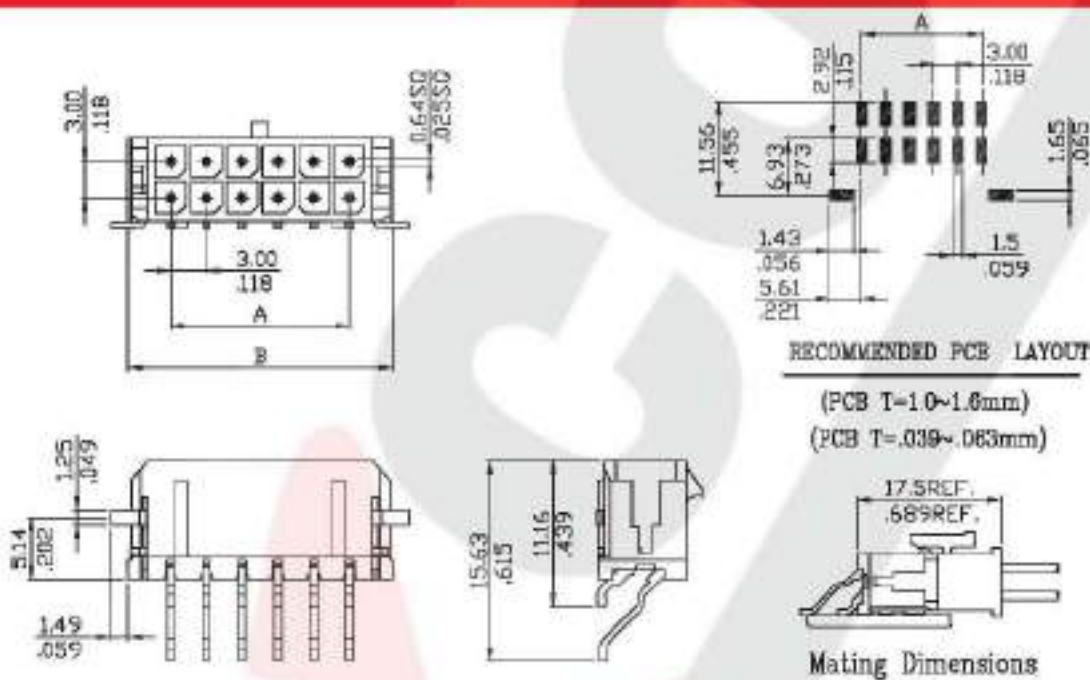 3.00
.118
0.64SQ
.025SQ
3.00
.118
A
B
A
3.00
.118
2.92
.115
11.56
.455
6.93
.273
1.65
.065
1.43
.056
5.61
.221
1.5
.059
RECOMMENDED PCB LAYOUT
(PCB T=1.0~1.6mm)
(PCB T=.039~.063mm)
1.25
.049
5.14
.202
1.49
.059
15.63
.615
11.16
.439
17.5REF.
.689REF.
Mating Dimensions